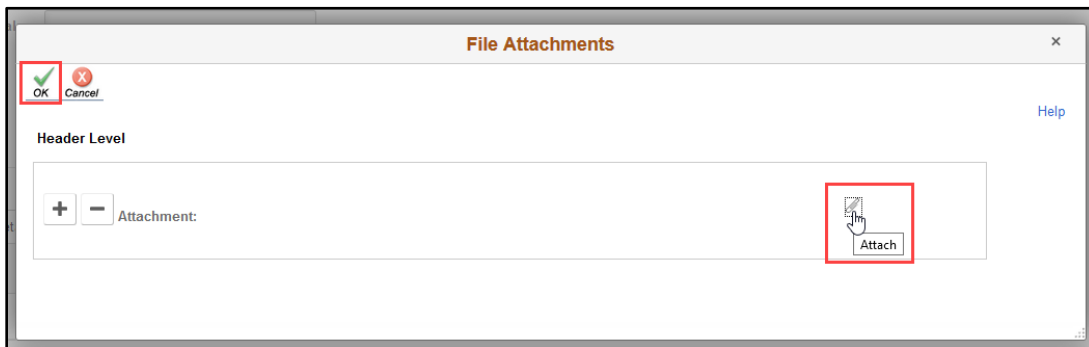 File Attachments
OK Cancel
Help
Header Level
Attachment:
Attach